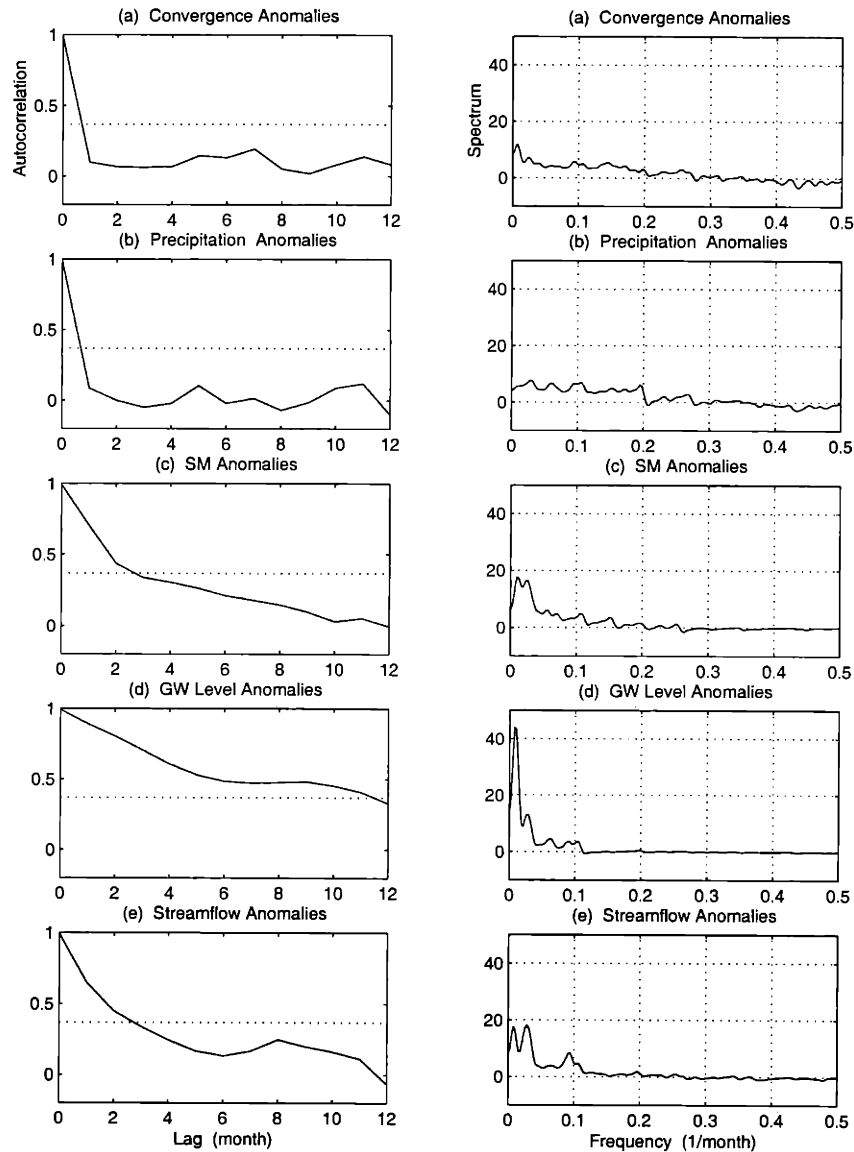 (a) Convergence Anomalies
1
0.5
0
Autocorrelation
0 2 4 6 8 10 12
(b) Precipitation Anomalies
1
0.5
0
0 2 4 6 8 10 12
(c) SM Anomalies
1
0.5
0
0 2 4 6 8 10 12
(d) GW Level Anomalies
1
0.5
0
0 2 4 6 8 10 12
(e) Streamflow Anomalies
1
0.5
0
0 2 4 6 8 10 12
Lag (month)
(a) Convergence Anomalies
40
20
0
Spectrum
0 0.1 0.2 0.3 0.4 0.5
(b) Precipitation Anomalies
40
20
0
0 0.1 0.2 0.3 0.4 0.5
(c) SM Anomalies
40
20
0
0 0.1 0.2 0.3 0.4 0.5
(d) GW Level Anomalies
40
20
0
0 0.1 0.2 0.3 0.4 0.5
(e) Streamflow Anomalies
40
20
0
0 0.1 0.2 0.3 0.4 0.5
Frequency (1/month)